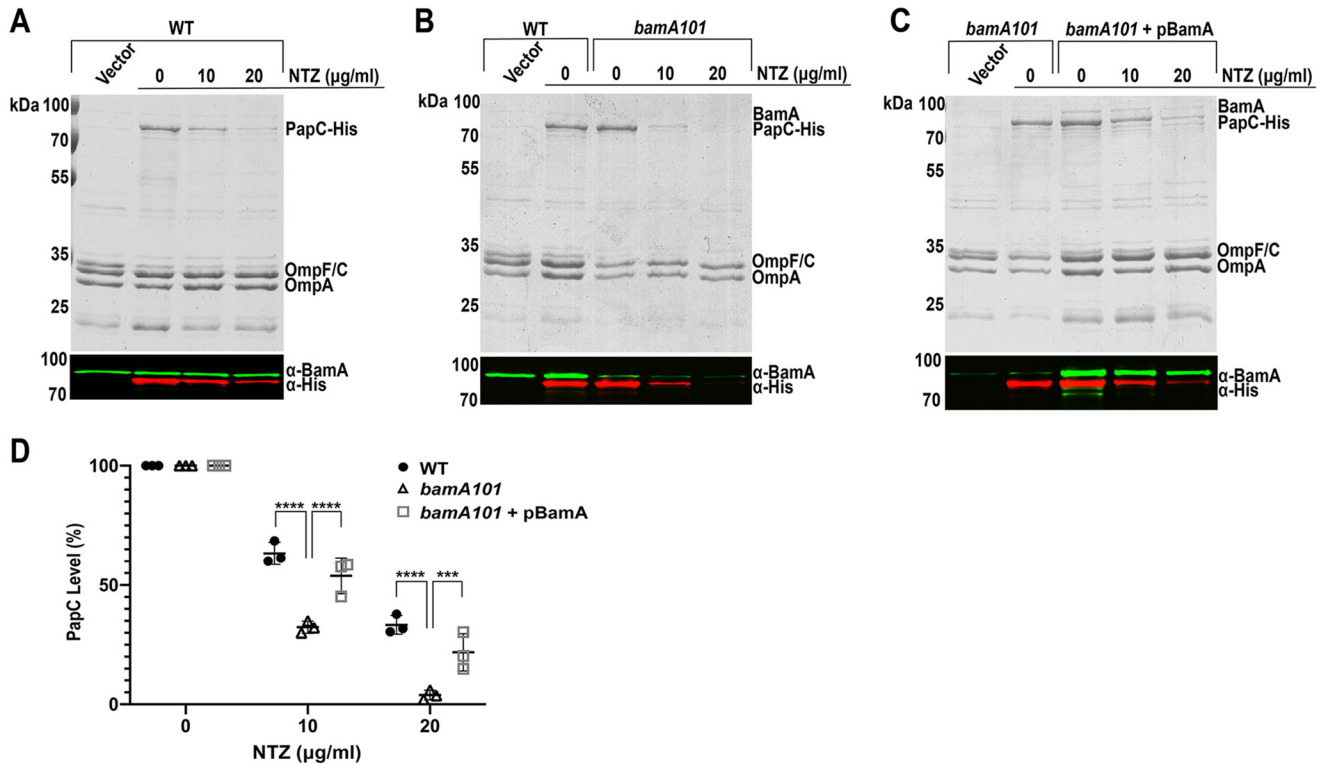 A
WT
Vector
0 10 20 NTZ (µg/ml)
kDa 100
70
55
35
25
PapC-His
OmpF/C
OmpA
100
70
α-BamA
α-His
B
WT bamA101
Vector
0 0 10 20 NTZ (µg/ml)
kDa 100
70
55
35
25
BamA
PapC-His
OmpF/C
OmpA
100
70
α-BamA
α-His
C
bamA101 bamA101 + pBamA
Vector
0 0 10 20 NTZ (µg/ml)
kDa 100
70
55
35
25
BamA
PapC-His
OmpF/C
OmpA
100
70
α-BamA
α-His
D
PapC Level (%)
100
50
0
WT
bamA101
bamA101 + pBamA
**** ****
**** ***
0 10 20
NTZ (µg/ml)